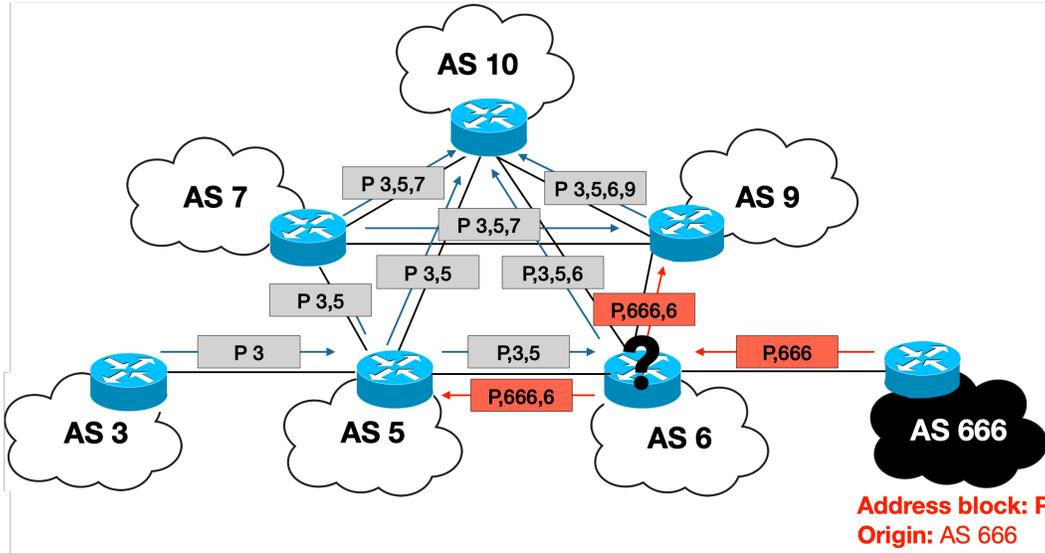 AS 10
P 3,5,7
P 3,5,6,9
AS 7
AS 9
P 3,5,7
P 3,5
P,3,5,6
P 3,5
P,666,6
P 3
P,3,5
?
P,666
P,666,6
AS 3
AS 5
AS 6
AS 666
Address block: P
Origin: AS 666